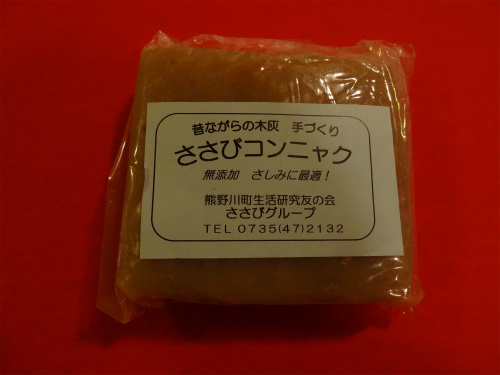 昔ながらの木灰　手づくり
ささびコンニャク
無添加　さしみに最適！
熊野川町生活研究友の会
ささびグループ
TEL 0735(47)2132